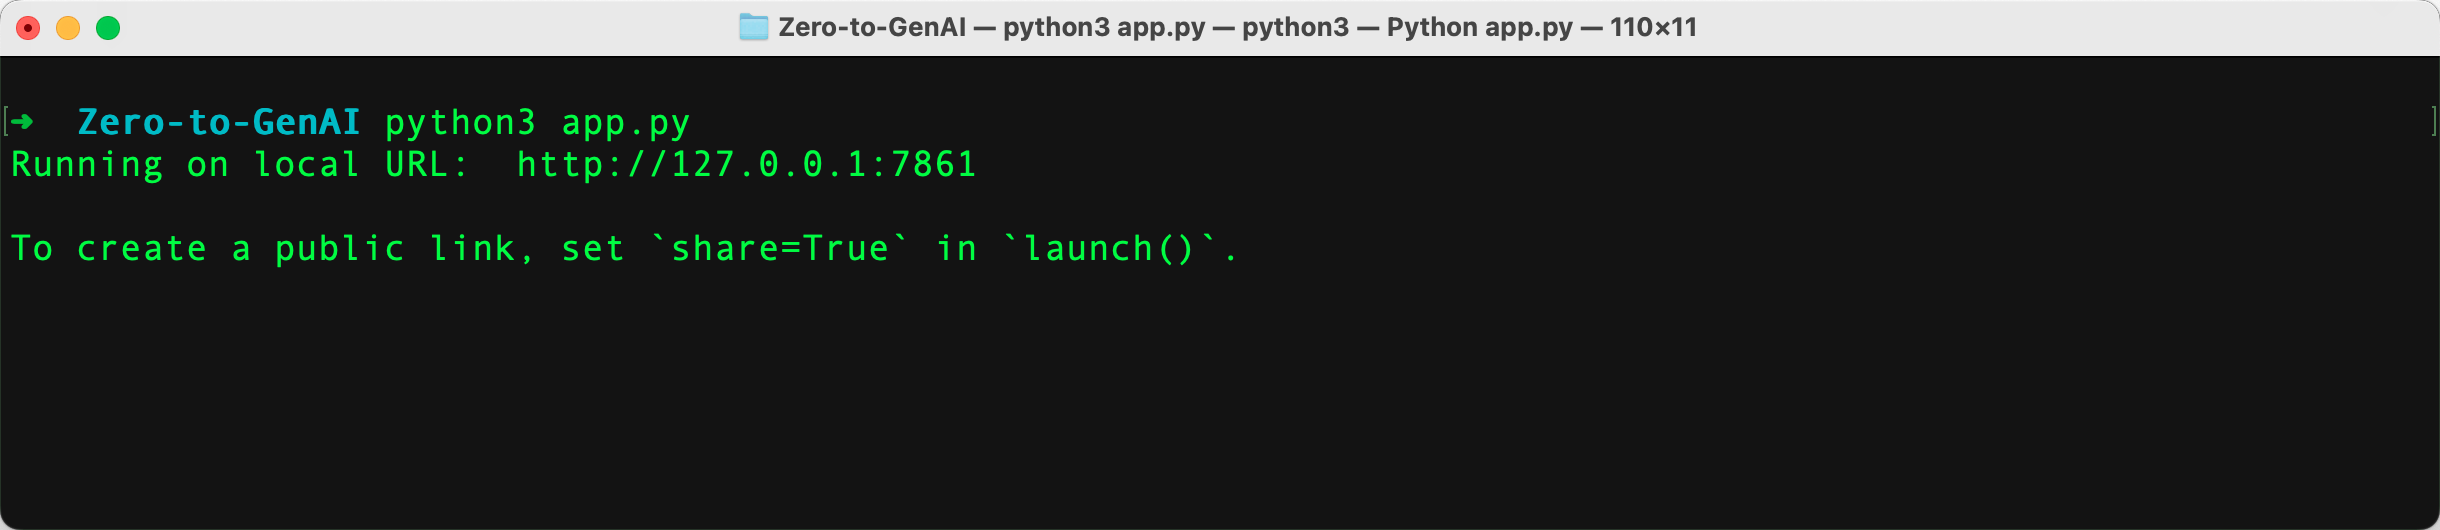 Zero-to-GenAI — python3 app.py — python3 — Python app.py — 110×11
[➜  Zero-to-GenAI python3 app.py ]
Running on local URL:  http://127.0.0.1:7861
To create a public link, set `share=True` in `launch()`.